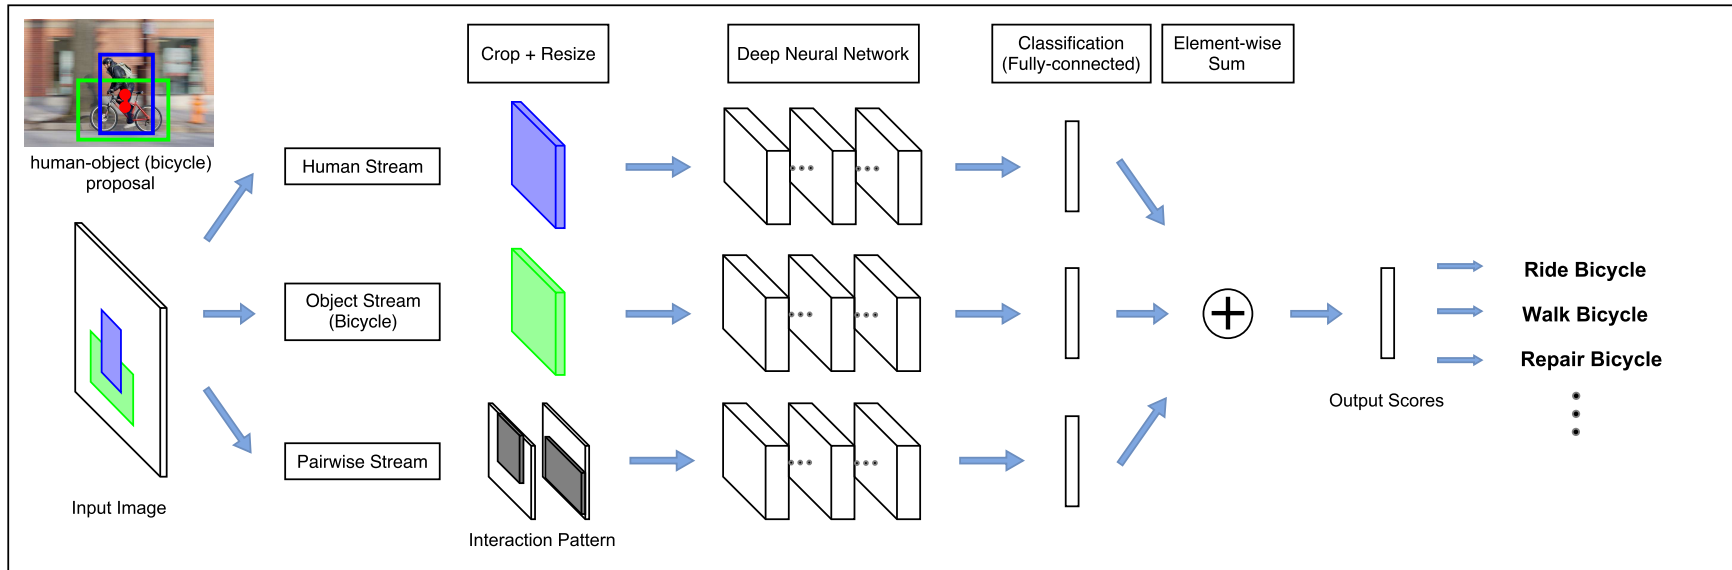 Crop + Resize
Deep Neural Network
Classification
(Fully-connected)
Element-wise
Sum
human-object (bicycle)
proposal
Human Stream
Object Stream
(Bicycle)
Pairwise Stream
Input Image
Interaction Pattern
Output Scores
Ride Bicycle
Walk Bicycle
Repair Bicycle